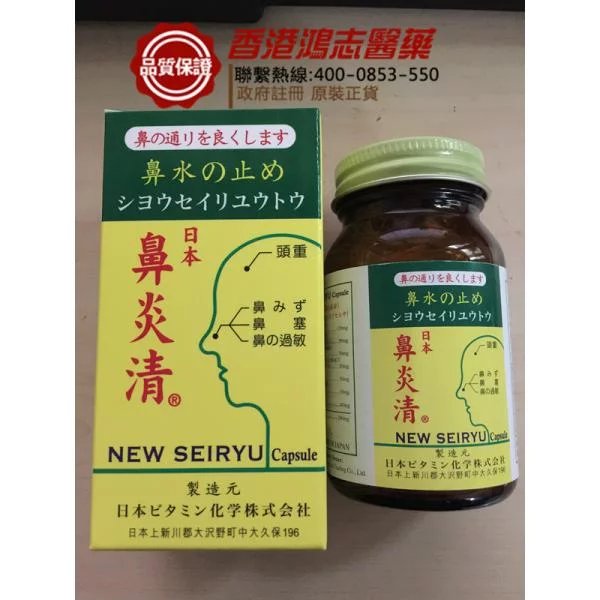 品質保證
香港鴻志醫藥
聯繫熱線:400-0853-550
政府註冊 原裝正貨
鼻の通りを良くします
鼻水の止め
シヨウセイリユウトウ
日本
鼻炎清®
頭重
鼻みず
鼻塞
鼻の過敏
NEW SEIRYU Capsule
製造元
日本ビタミン化学株式会社
日本上新川郡大沢野町中大久保196
鼻の通りを良くします
鼻水の止め
シヨウセイリユウトウ
日本
鼻炎清®
頭重
鼻みず
鼻塞
鼻の過敏
NEW SEIRYU Capsule
製造元
日本ビタミン化学株式会社
日本上新川郡大沢野町中大久保196
YU Capsule
JAPAN
Trading Co., Ltd.